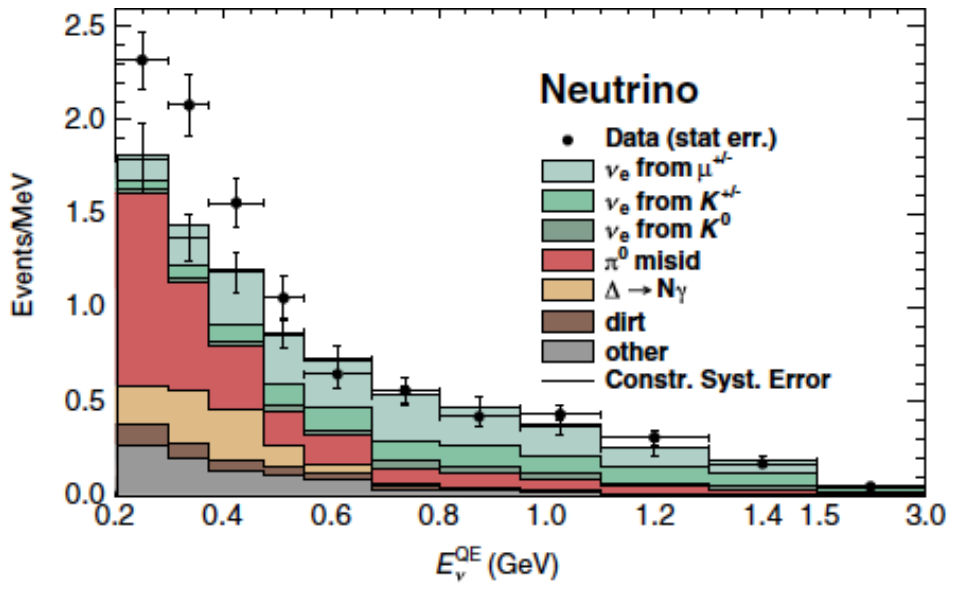 2.5
2.0
1.5
1.0
0.5
0.0
Events/MeV
Neutrino
Data (stat err.)
νe from μ+/-
νe from K+/-
νe from K0
π0 misid
Δ → Nγ
dirt
other
Constr. Syst. Error
0.2 0.4 0.6 0.8 1.0 1.2 1.4 1.5 3.0
EνQE (GeV)